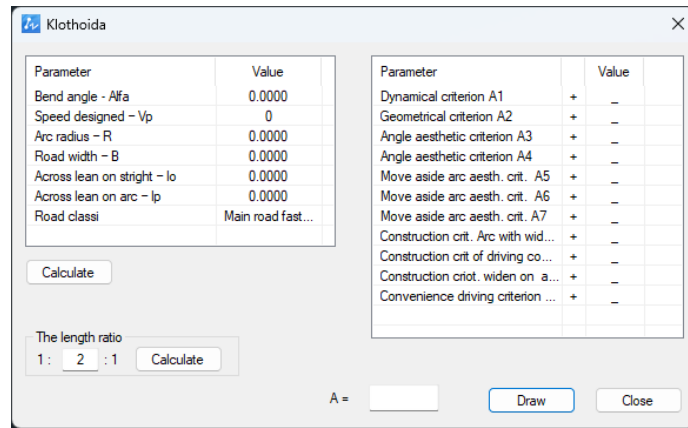 Klothoida
Parameter Value
Bend angle - Alfa 0.0000
Speed designed – Vp 0
Arc radius – R 0.0000
Road width – B 0.0000
Across lean on stright – Io 0.0000
Across lean on arc – Ip 0.0000
Road classi Main road fast...
Calculate
The length ratio
1 : 2 : 1 Calculate
Parameter Value
Dynamical criterion A1 + _
Geometrical criterion A2 + _
Angle aesthetic criterion A3 + _
Angle aesthetic criterion A4 + _
Move aside arc aesth. crit. A5 + _
Move aside arc aesth. crit. A6 + _
Move aside arc aesth. crit. A7 + _
Construction crit. Arc with wid... + _
Construction crit of driving co... + _
Construction criot. widen on a... + _
Convenience driving criterion ... + _
A =
Draw Close